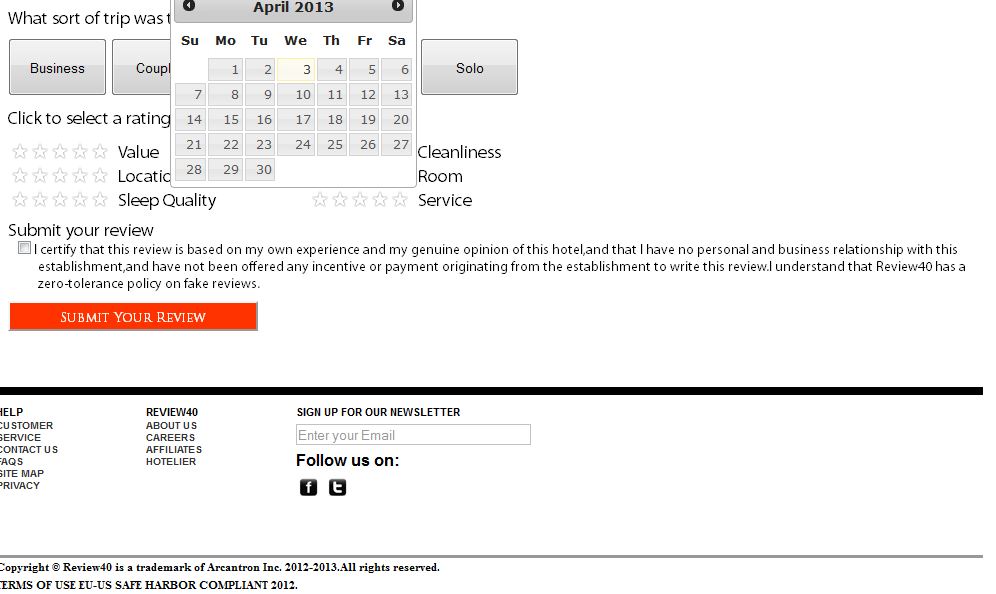 What sort of trip was t
April 2013
Su Mo Tu We Th Fr Sa
1 2 3 4 5 6
7 8 9 10 11 12 13
14 15 16 17 18 19 20
21 22 23 24 25 26 27
28 29 30
Business Coupl Solo
Click to select a rating
Value Cleanliness
Locatic Room
Sleep Quality Service
Submit your review
I certify that this review is based on my own experience and my genuine opinion of this hotel,and that I have no personal and business relationship with this
establishment,and have not been offered any incentive or payment originating from the establishment to write this review.I understand that Review40 has a
zero-tolerance policy on fake reviews.
SUBMIT YOUR REVIEW
HELP
CUSTOMER
SERVICE
CONTACT US
FAQS
SITE MAP
PRIVACY
REVIEW40
ABOUT US
CAREERS
AFFILIATES
HOTELIER
SIGN UP FOR OUR NEWSLETTER
Enter your Email
Follow us on:
f t
Copyright © Review40 is a trademark of Arcantron Inc. 2012-2013.All rights reserved.
TERMS OF USE EU-US SAFE HARBOR COMPLIANT 2012.